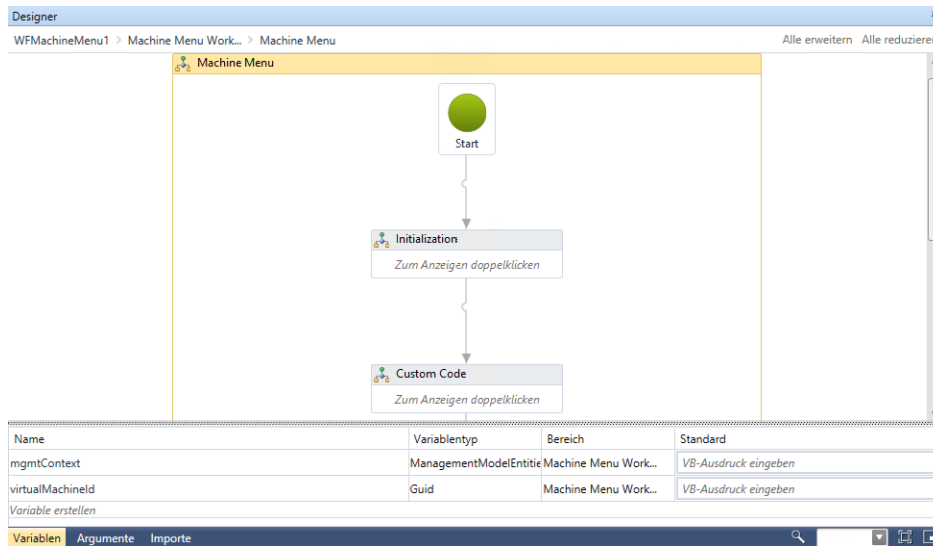 Designer
WFMachineMenu1 > Machine Menu Work... > Machine Menu Alle erweitern Alle reduzieren
Machine Menu
Start
Initialization
Zum Anzeigen doppelklicken
Custom Code
Zum Anzeigen doppelklicken
Name Variablentyp Bereich Standard
mgmtContext ManagementModelEntitie Machine Menu Work... VB-Ausdruck eingeben
virtualMachineId Guid Machine Menu Work... VB-Ausdruck eingeben
Variable erstellen
Variablen Argumente Importe